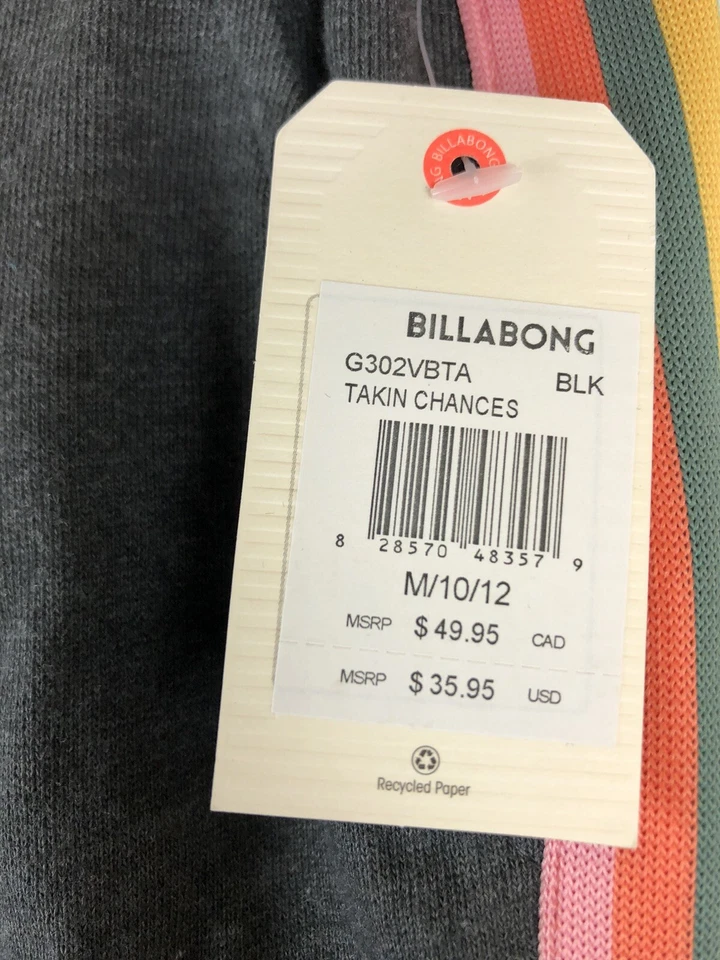 BILLABONG
BILLABONG
G302VBTA BLK
TAKIN CHANCES
8 28570 48357 9
M/10/12
MSRP $49.95 CAD
MSRP $35.95 USD
Recycled Paper